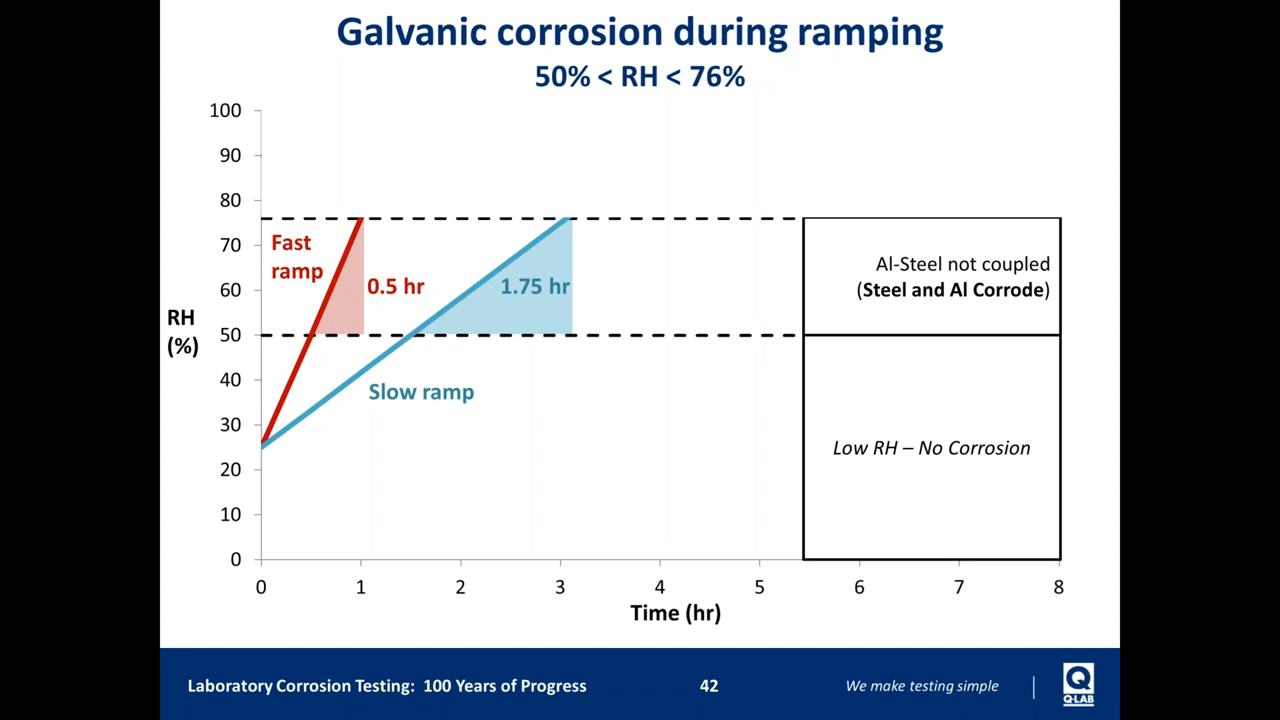 Galvanic corrosion during ramping
50% < RH < 76%
100
90
80
70
60
50
40
30
20
10
0
RH
(%)
Fast
ramp
0.5 hr
1.75 hr
Slow ramp
Al-Steel not coupled
(Steel and Al Corrode)
Low RH – No Corrosion
0 1 2 3 4 5 6 7 8
Time (hr)
Laboratory Corrosion Testing: 100 Years of Progress
42
We make testing simple
Q
Q-LAB